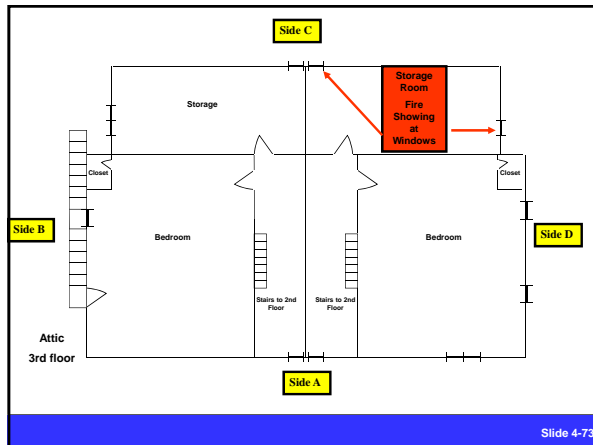 Side C
Storage
Storage
Room
Fire
Showing
at
Windows
Closet
Closet
Side B
Bedroom
Bedroom
Side D
Stairs to 2nd
Floor
Stairs to 2nd
Floor
Attic
3rd floor
Side A
Slide 4-73